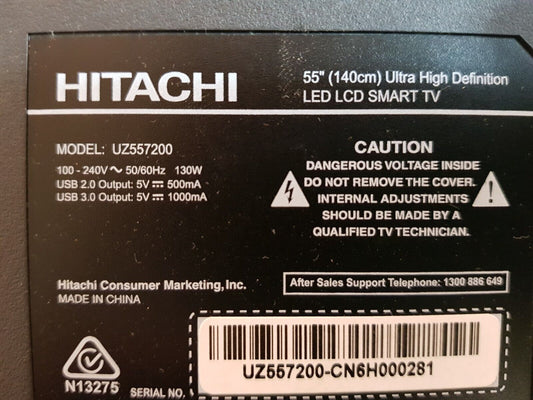 HITACHI
55" (140cm) Ultra High Definition
LED LCD SMART TV
MODEL: UZ557200
100 - 240V ~ 50/60Hz 130W
USB 2.0 Output: 5V ⎓ 500mA
USB 3.0 Output: 5V ⎓ 1000mA
CAUTION
DANGEROUS VOLTAGE INSIDE
DO NOT REMOVE THE COVER.
INTERNAL ADJUSTMENTS
SHOULD BE MADE BY A
QUALIFIED TV TECHNICIAN.
Hitachi Consumer Marketing, Inc.
MADE IN CHINA
After Sales Support Telephone: 1300 886 649
N13275
SERIAL NO.
UZ557200-CN6H000281